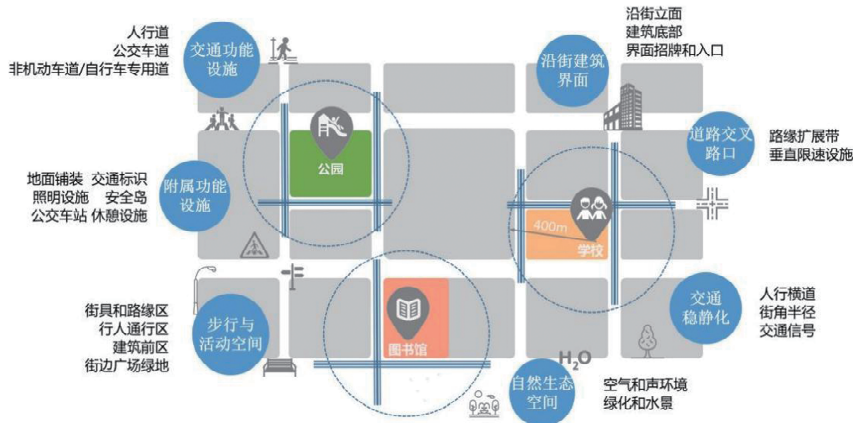 人行道
公交车道
非机动车道/自行车专用道
交通功能
设施
沿街立面
建筑底部
界面招牌和入口
沿街建筑
界面
道路交叉
路口
路缘扩展带
垂直限速设施
公园
地面铺装 交通标识
照明设施 安全岛
公交车站 休憩设施
附属功能
设施
400m
学校
街具和路缘区
行人通行区
建筑前区
街边广场绿地
步行与
活动空间
图书馆
交通
稳静化
人行横道
街角半径
交通信号
H₂O
自然生态
空间
空气和声环境
绿化和水景